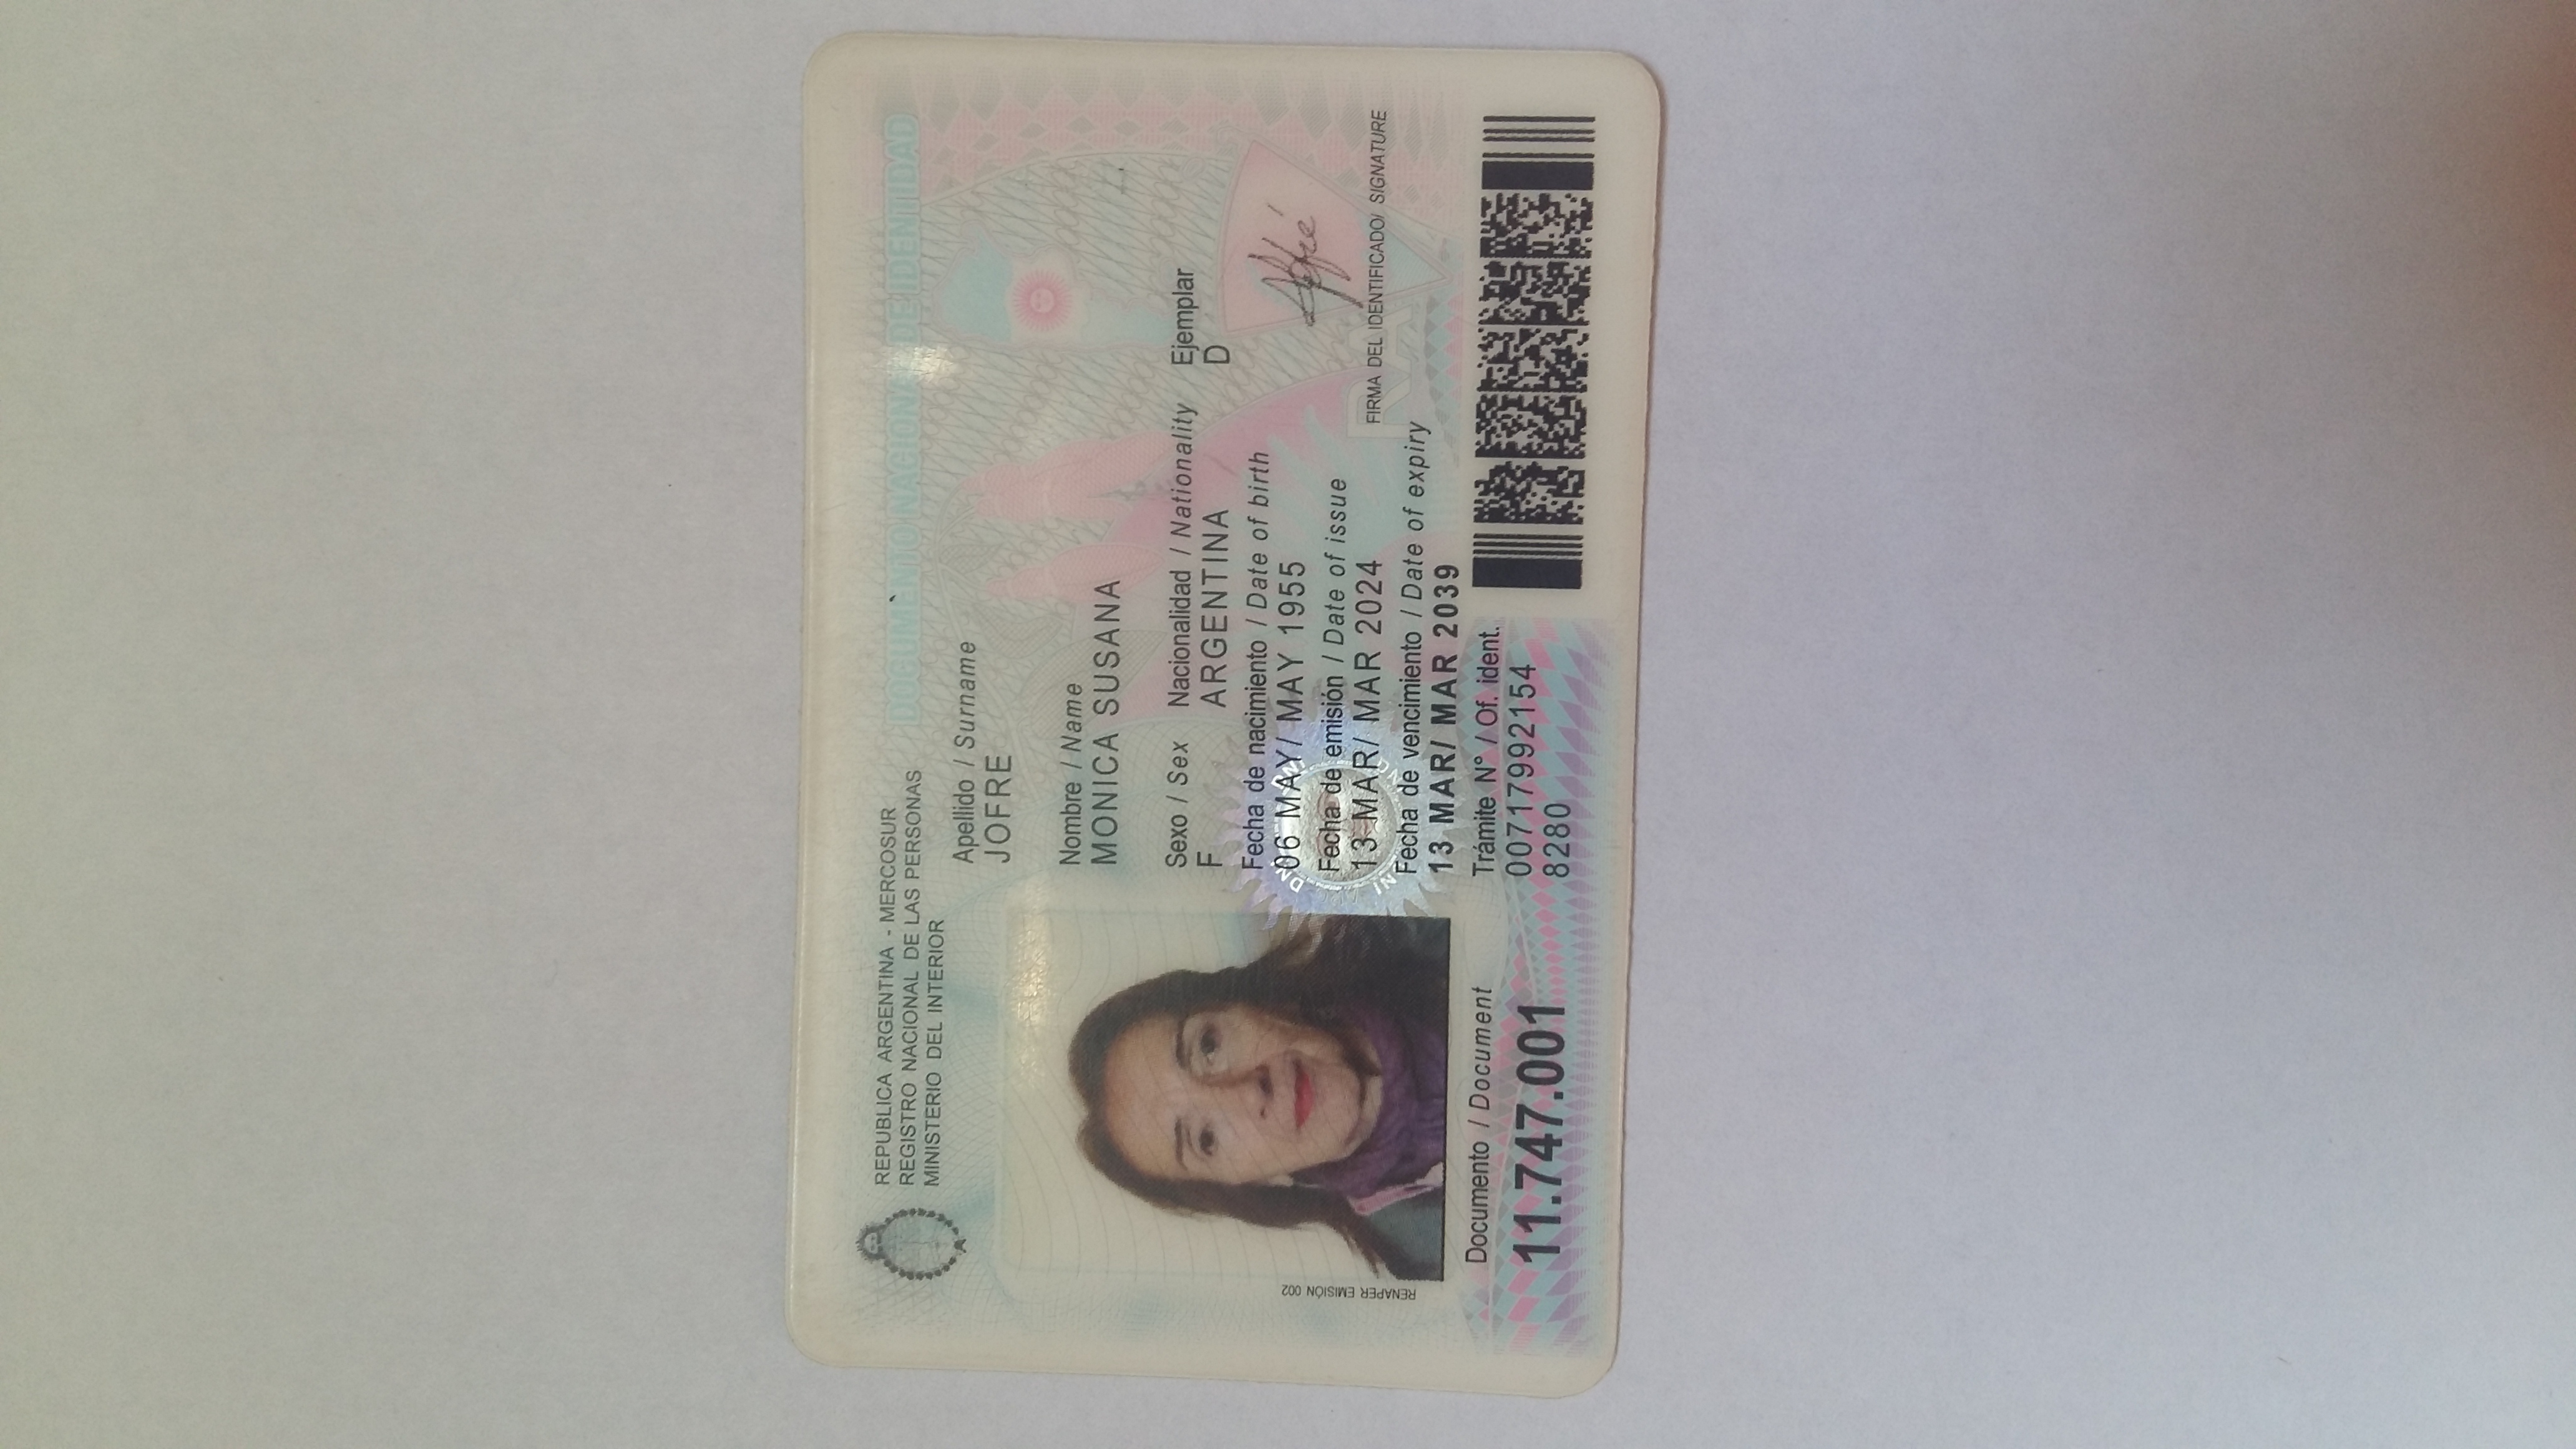 REPUBLICA ARGENTINA - MERCOSUR
REGISTRO NACIONAL DE LAS PERSONAS
MINISTERIO DEL INTERIOR
DOCUMENTO NACIONAL DE IDENTIDAD
Apellido / Surname
JOFRE
Nombre / Name
MONICA SUSANA
Sexo / Sex Nacionalidad / Nationality Ejemplar
F ARGENTINA D
Fecha de nacimiento / Date of birth
06 MAY/ MAY 1955
Fecha de emisión / Date of issue
13 MAR/ MAR 2024
FIRMA DEL IDENTIFICADO/ SIGNATURE
Fecha de vencimiento / Date of expiry
13 MAR/ MAR 2039
RENAPER EMISIÓN 002
Documento / Document
11.747.001
Trámite N° / Of. ident.
00717992154
8280